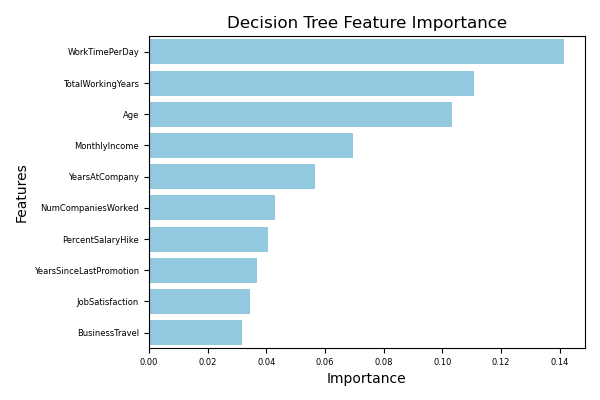 Decision Tree Feature Importance
Features
WorkTimePerDay
TotalWorkingYears
Age
MonthlyIncome
YearsAtCompany
NumCompaniesWorked
PercentSalaryHike
YearsSinceLastPromotion
JobSatisfaction
BusinessTravel
0.00 0.02 0.04 0.06 0.08 0.10 0.12 0.14
Importance